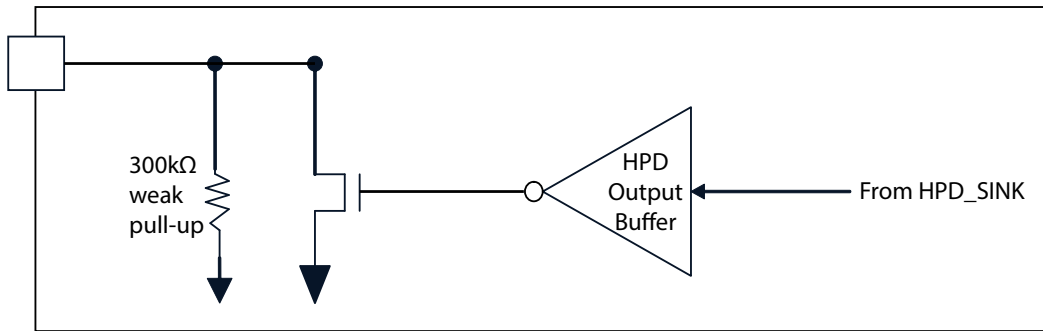 300kΩ
weak
pull-up
HPD
Output
Buffer
From HPD_SINK